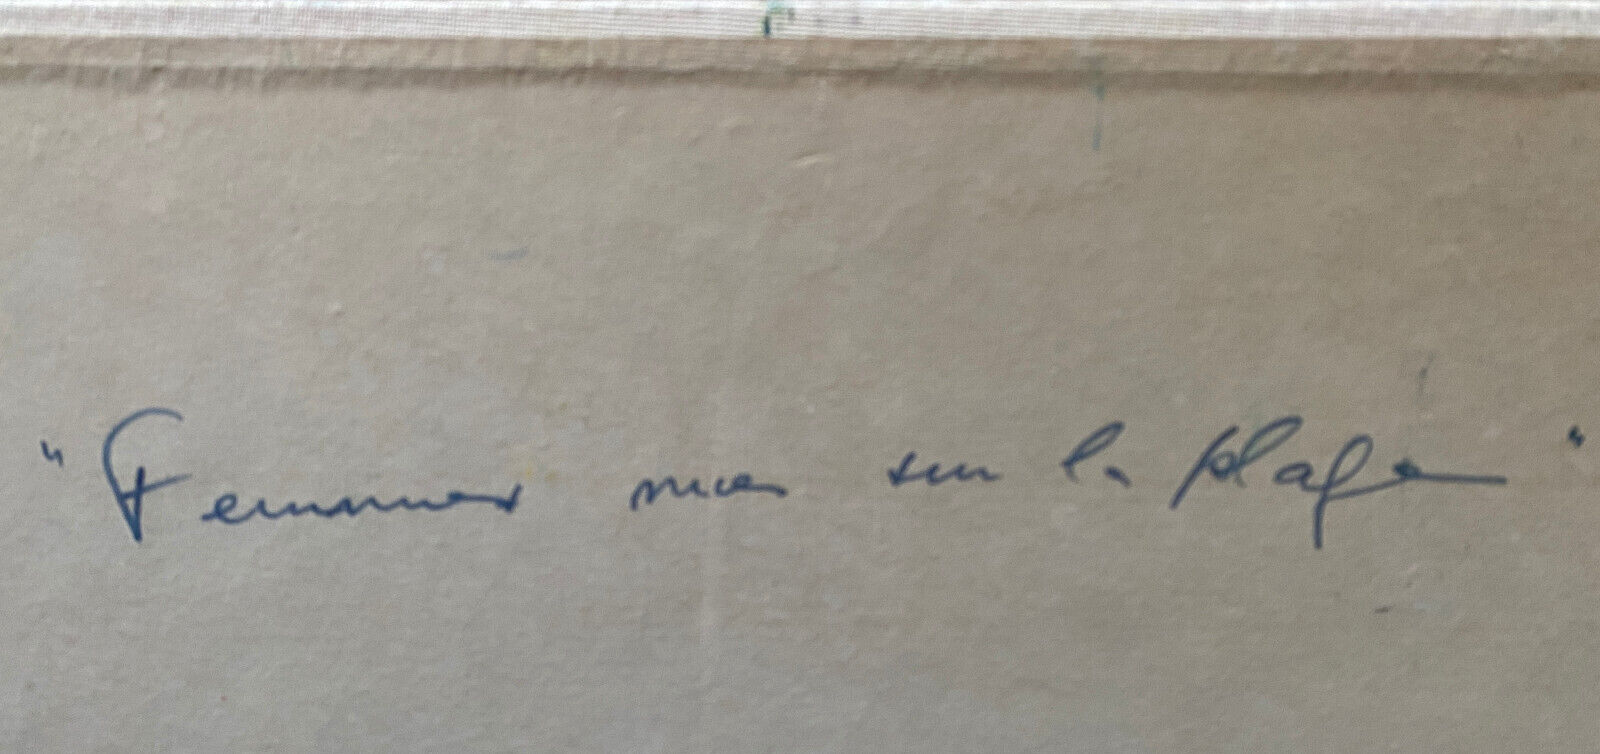 "Femmes nues sur la plage"